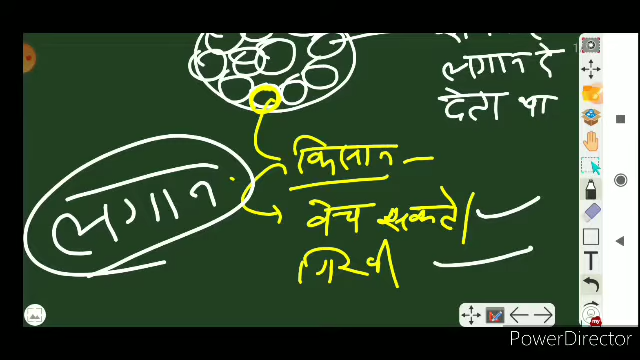 लगान दे
देता था
किसान –
लगान
बेच सकते/
गिरवी
PowerDirector